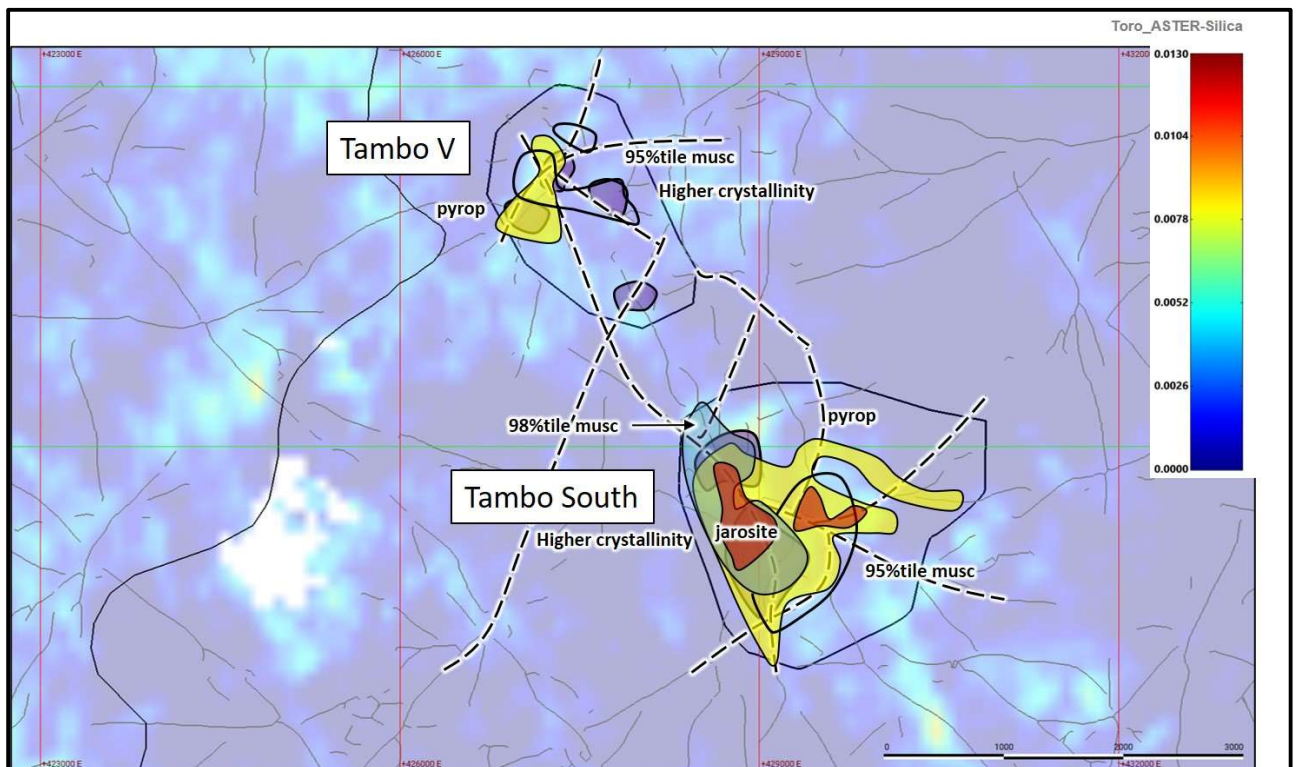 Toro_ASTER-Silica
+423000 E
+426000 E
+429000 E
+43200
0.0130
0.0104
0.0078
0.0052
0.0026
0.0000
Tambo V
95%tile musc
Higher crystallinity
pyrop
98%tile musc
pyrop
Tambo South
Higher crystallinity
jarosite
95%tile musc
0
1000
2000
3000
+423000 E
+426000 E
+429000 E
+432000 E